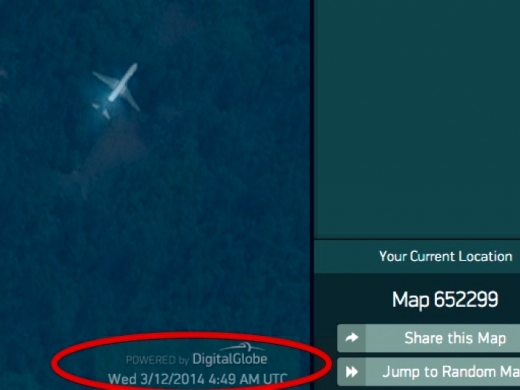 POWERED by DigitalGlobe
Wed 3/12/2014 4:49 AM UTC
Your Current Location
Map 652299
Share this Map
Jump to Random Ma